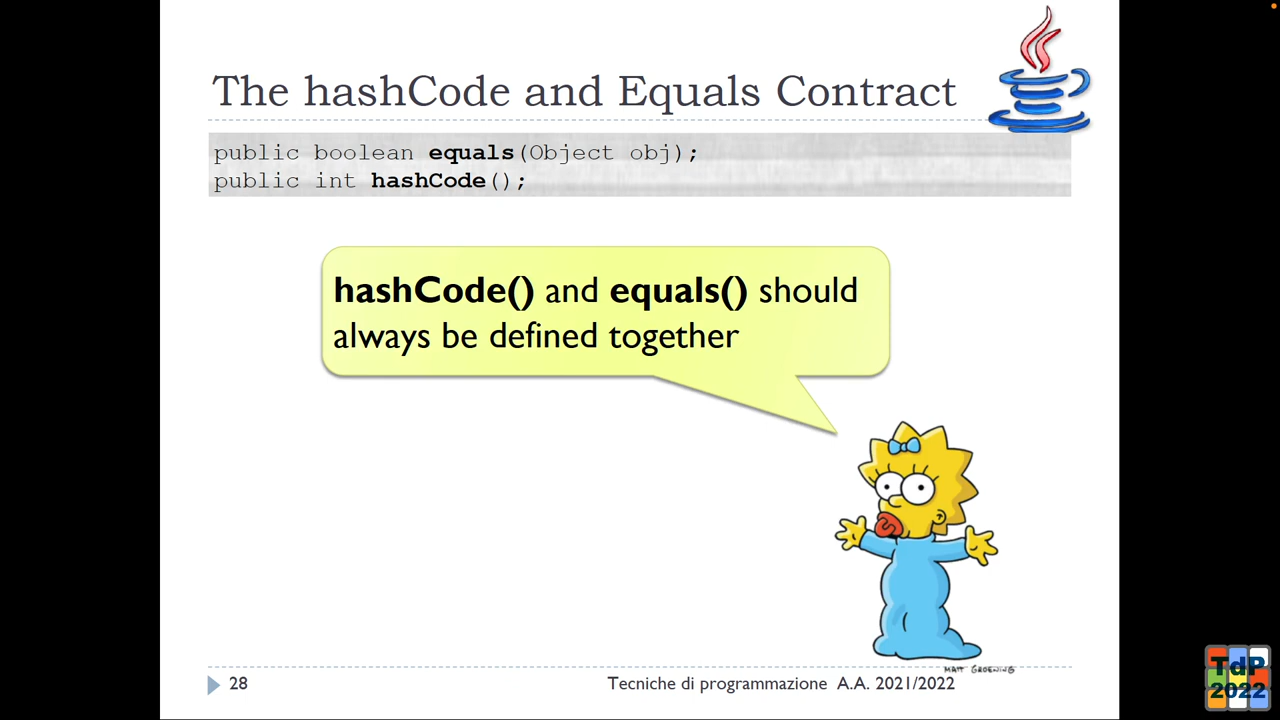 The hashCode and Equals Contract
public boolean equals(Object obj);
public int hashCode();
hashCode() and equals() should
always be defined together
MATT GROENING
28
Tecniche di programmazione A.A. 2021/2022
TdP
2022